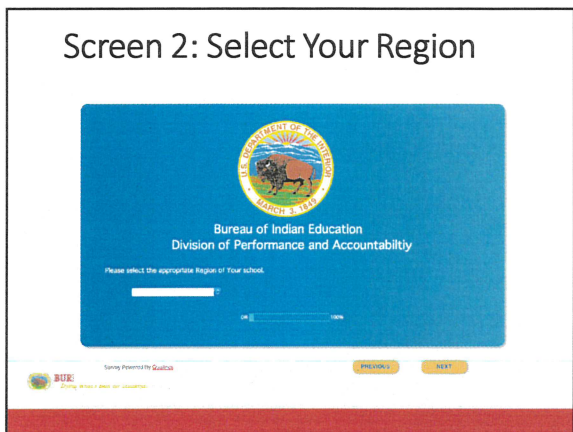 Screen 2: Select Your Region
U.S. DEPARTMENT OF THE INTERIOR
MARCH 3, 1849
Bureau of Indian Education
Division of Performance and Accountabiltiy
Please select the appropriate Region of Your school.
0% 100%
Survey Powered By Qualtrics
PREVIOUS NEXT
BUR